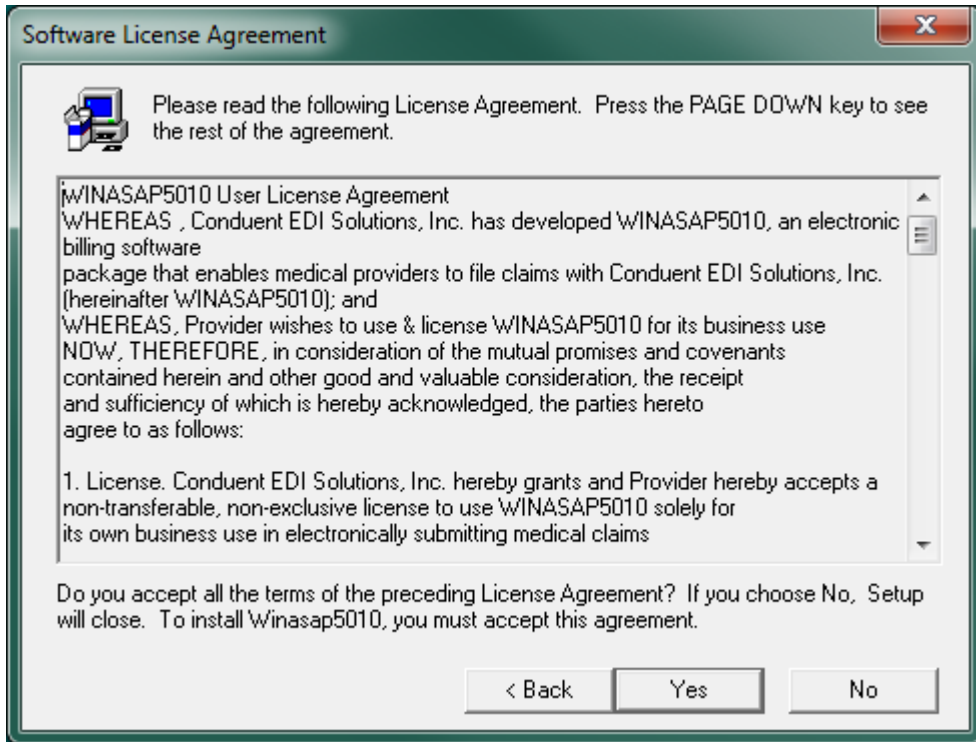 Software License Agreement
Please read the following License Agreement. Press the PAGE DOWN key to see
the rest of the agreement.
WINASAP5010 User License Agreement
WHEREAS , Conduent EDI Solutions, Inc. has developed WINASAP5010, an electronic
billing software
package that enables medical providers to file claims with Conduent EDI Solutions, Inc.
(hereinafter WINASAP5010); and
WHEREAS, Provider wishes to use & license WINASAP5010 for its business use
NOW, THEREFORE, in consideration of the mutual promises and covenants
contained herein and other good and valuable consideration, the receipt
and sufficiency of which is hereby acknowledged, the parties hereto
agree to as follows:
1. License. Conduent EDI Solutions, Inc. hereby grants and Provider hereby accepts a
non-transferable, non-exclusive license to use WINASAP5010 solely for
its own business use in electronically submitting medical claims
Do you accept all the terms of the preceding License Agreement? If you choose No, Setup
will close. To install Winasap5010, you must accept this agreement.
< Back Yes No